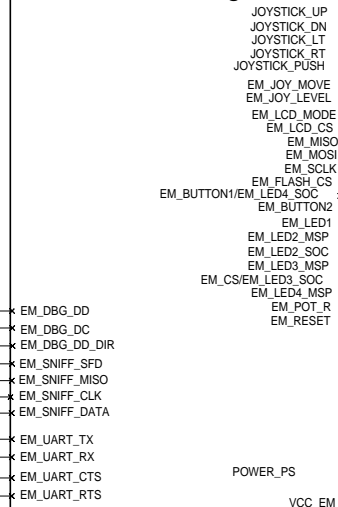 JOYSTICK_UP
JOYSTICK_DN
JOYSTICK_LT
JOYSTICK_RT
JOYSTICK_PUSH
EM_JOY_MOVE
EM_JOY_LEVEL
EM_LCD_MODE
EM_LCD_CS
EM_MISO
EM_MOSI
EM_SCLK
EM_FLASH_CS
EM_BUTTON1/EM_LED4_SOC
EM_BUTTON2
EM_LED1
EM_LED2_MSP
EM_LED2_SOC
EM_LED3_MSP
EM_CS/EM_LED3_SOC
EM_LED4_MSP
EM_POT_R
EM_RESET
EM_DBG_DD
EM_DBG_DC
EM_DBG_DD_DIR
EM_SNIFF_SFD
EM_SNIFF_MISO
EM_SNIFF_CLK
EM_SNIFF_DATA
EM_UART_TX
EM_UART_RX
EM_UART_CTS
EM_UART_RTS
POWER_PS
VCC_EM